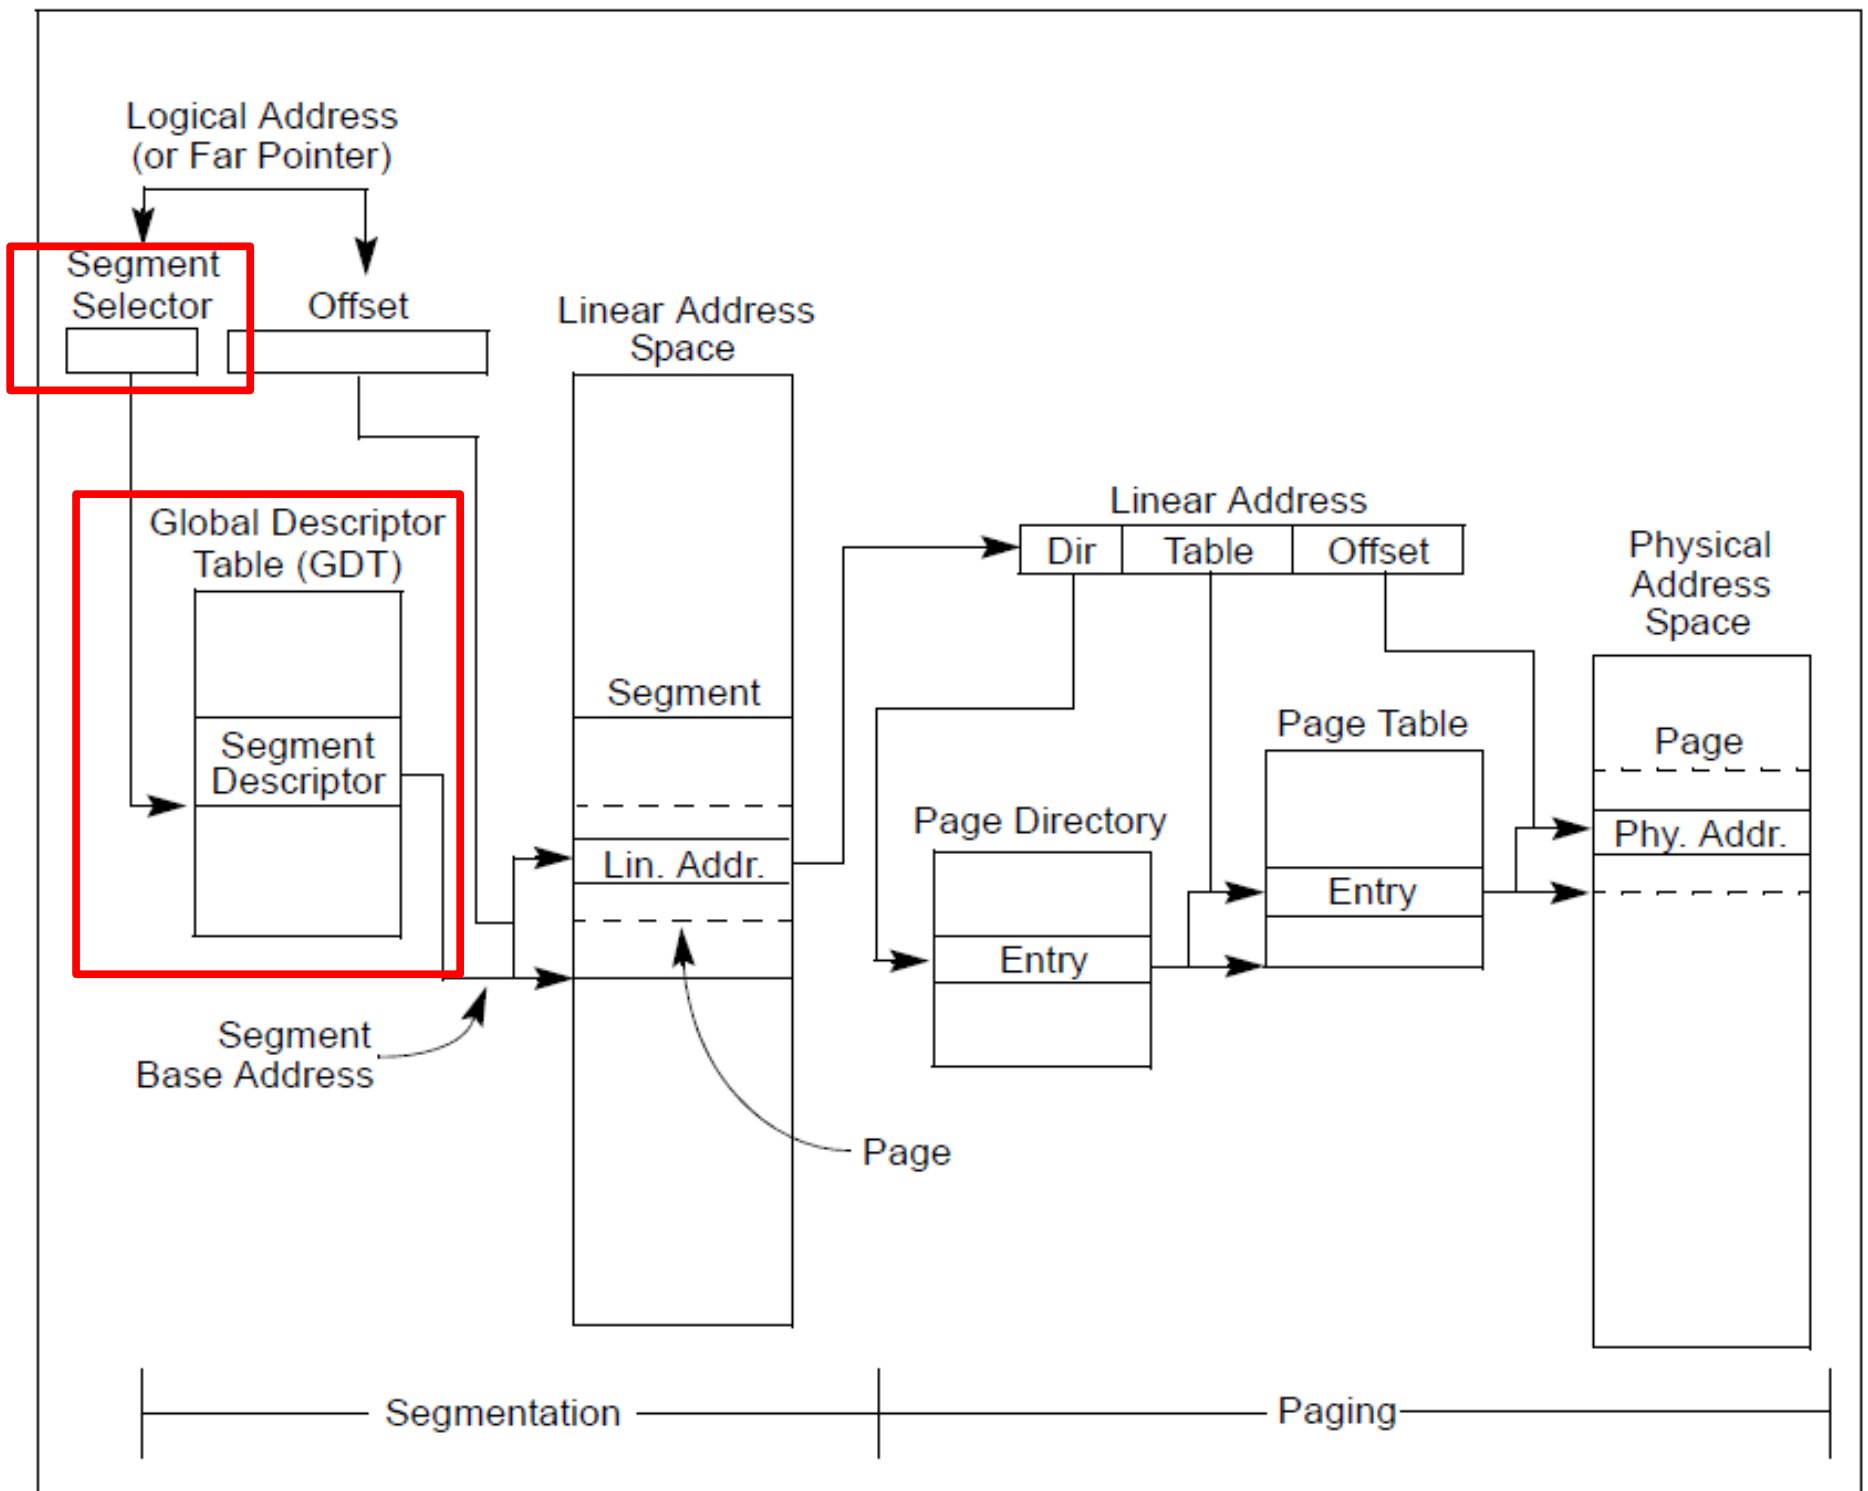 Logical Address
(or Far Pointer)
Segment
Selector
Offset
Linear Address
Space
Global Descriptor
Table (GDT)
Linear Address
Dir
Table
Offset
Physical
Address
Space
Segment
Segment
Descriptor
Page Table
Page
Page Directory
Phy. Addr.
Lin. Addr.
Entry
Entry
Segment
Base Address
Page
Segmentation
Paging